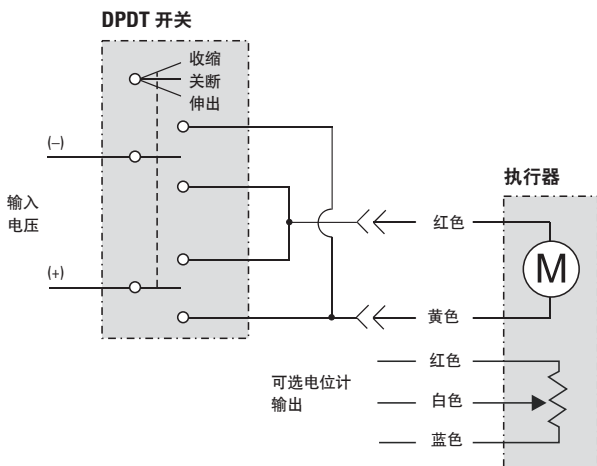 DPDT 开关
收缩
关断
伸出
(–)
输入
电压
(+)
执行器
红色
M
黄色
红色
可选电位计
输出
白色
蓝色